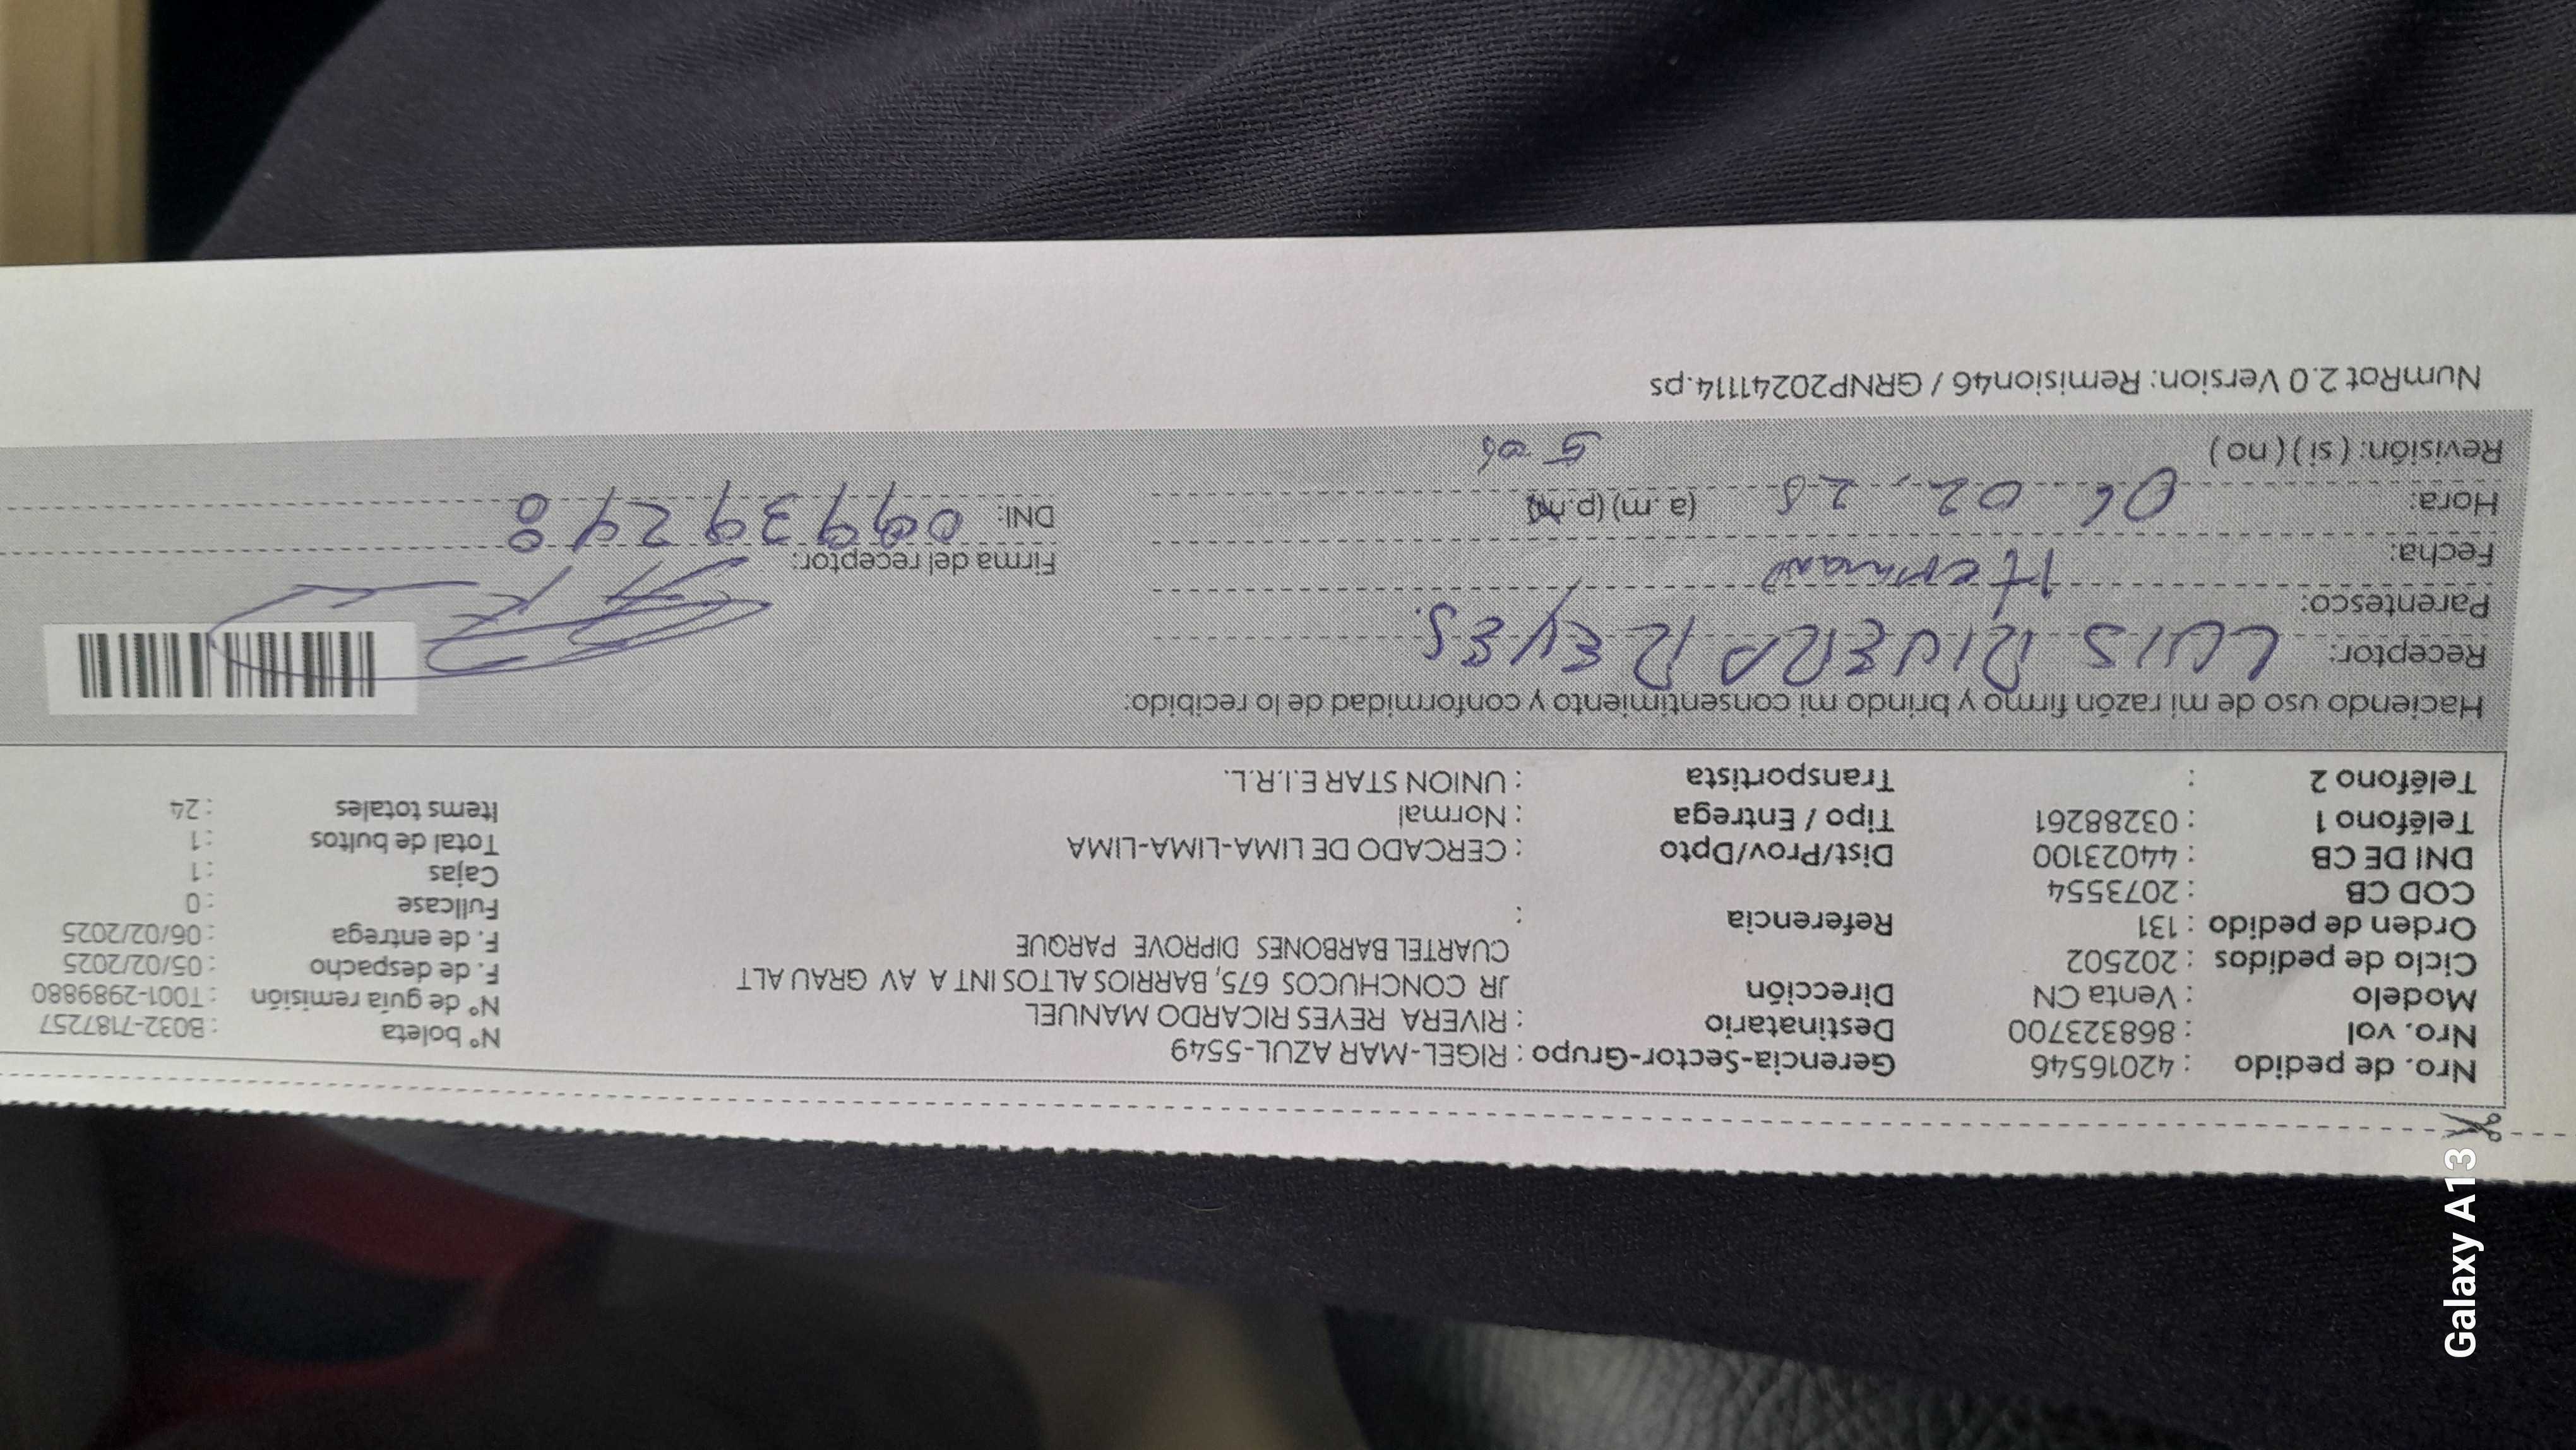 Nro. de pedido : 42016546 Gerencia-Sector-Grupo : RIGEL-MAR AZUL-5549 N° boleta : B032-7187257
Nro. vol : 868323700 Destinatario : RIVERA REYES RICARDO MANUEL N° de guía remisión : T001-2989880
Modelo : Venta CN Dirección JR CONCHUCOS 675, BARRIOS ALTOS INT A AV GRAU ALT F. de despacho : 05/02/2025
Ciclo de pedidos : 202502 CUARTEL BARBONES DIPROVE PARQUE F. de entrega : 06/02/2025
Orden de pedido : 131 Referencia : Fullcase : 0
COD CB : 2073554 Cajas : 1
DNI DE CB : 44023100 Dist/Prov/Dpto : CERCADO DE LIMA-LIMA-LIMA Total de bultos : 1
Teléfono 1 : 03288261 Tipo / Entrega : Normal Items totales : 24
Teléfono 2 : Transportista : UNION STAR E.I.R.L.
Haciendo uso de mi razón firmo y brindo mi consentimiento y conformidad de lo recibido:
Receptor: LUIS RIVERA REYES.
Parentesco: Hermano
Firma del receptor:
Fecha:
DNI: 09939248
Hora: 06.02.25 (a.m) (p.m)
Revisión: ( si ) ( no )
NumRot 2.0 Version: Remision46 / GRNP20241114.ps
Galaxy A13